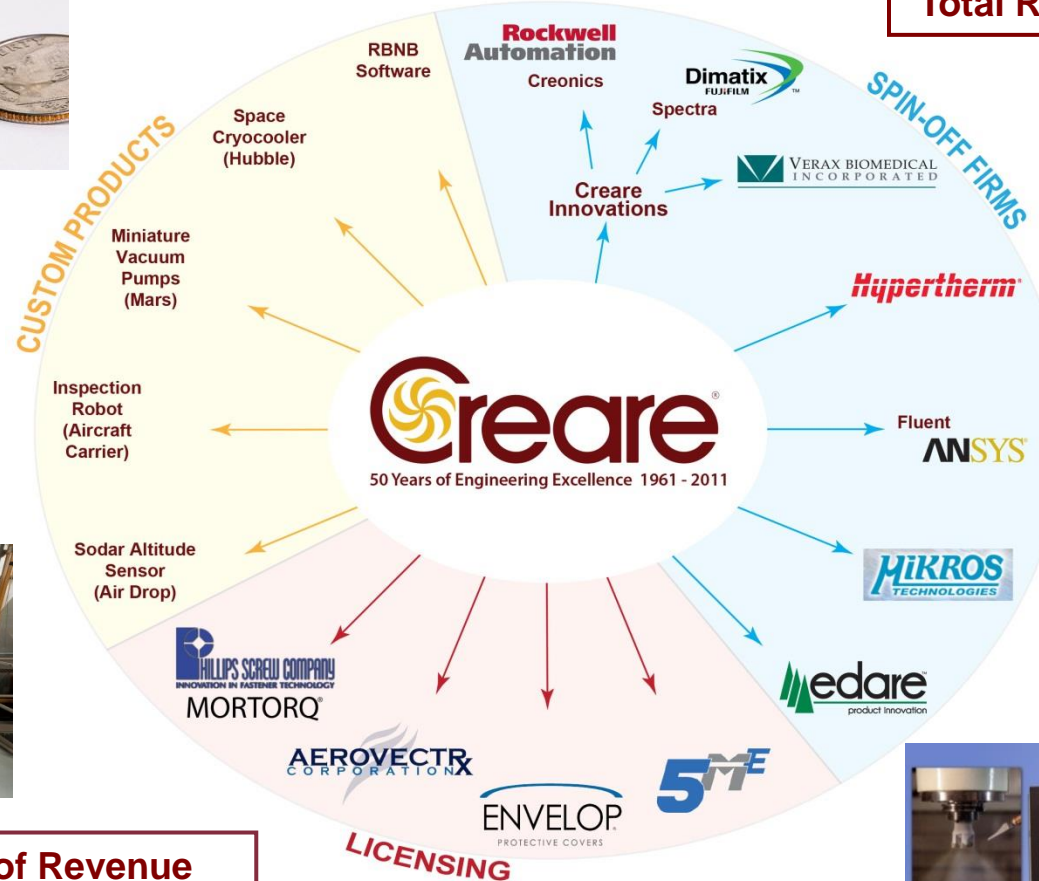 Total R
RBNB
Software
Space
Cryocooler
(Hubble)
CUSTOM PRODUCTS
Miniature
Vacuum
Pumps
(Mars)
Inspection
Robot
(Aircraft
Carrier)
Sodar Altitude
Sensor
(Air Drop)
Rockwell
Automation
Creonics
Dimatix
FUJIFILM
TM
Spectra
SPIN-OFF FIRMS
VERAX BIOMEDICAL
INCORPORATED
Creare
Innovations
Hypertherm®
Creare®
50 Years of Engineering Excellence 1961 - 2011
Fluent
ANSYS®
MiKROS
TECHNOLOGIES
edare™
product innovation
PHILLIPS SCREW COMPANY
INNOVATION IN FASTENER TECHNOLOGY
MORTORQ®
AEROVECTRX
CORPORATION
ENVELOP
PROTECTIVE COVERS
5ME
LICENSING
of Revenue